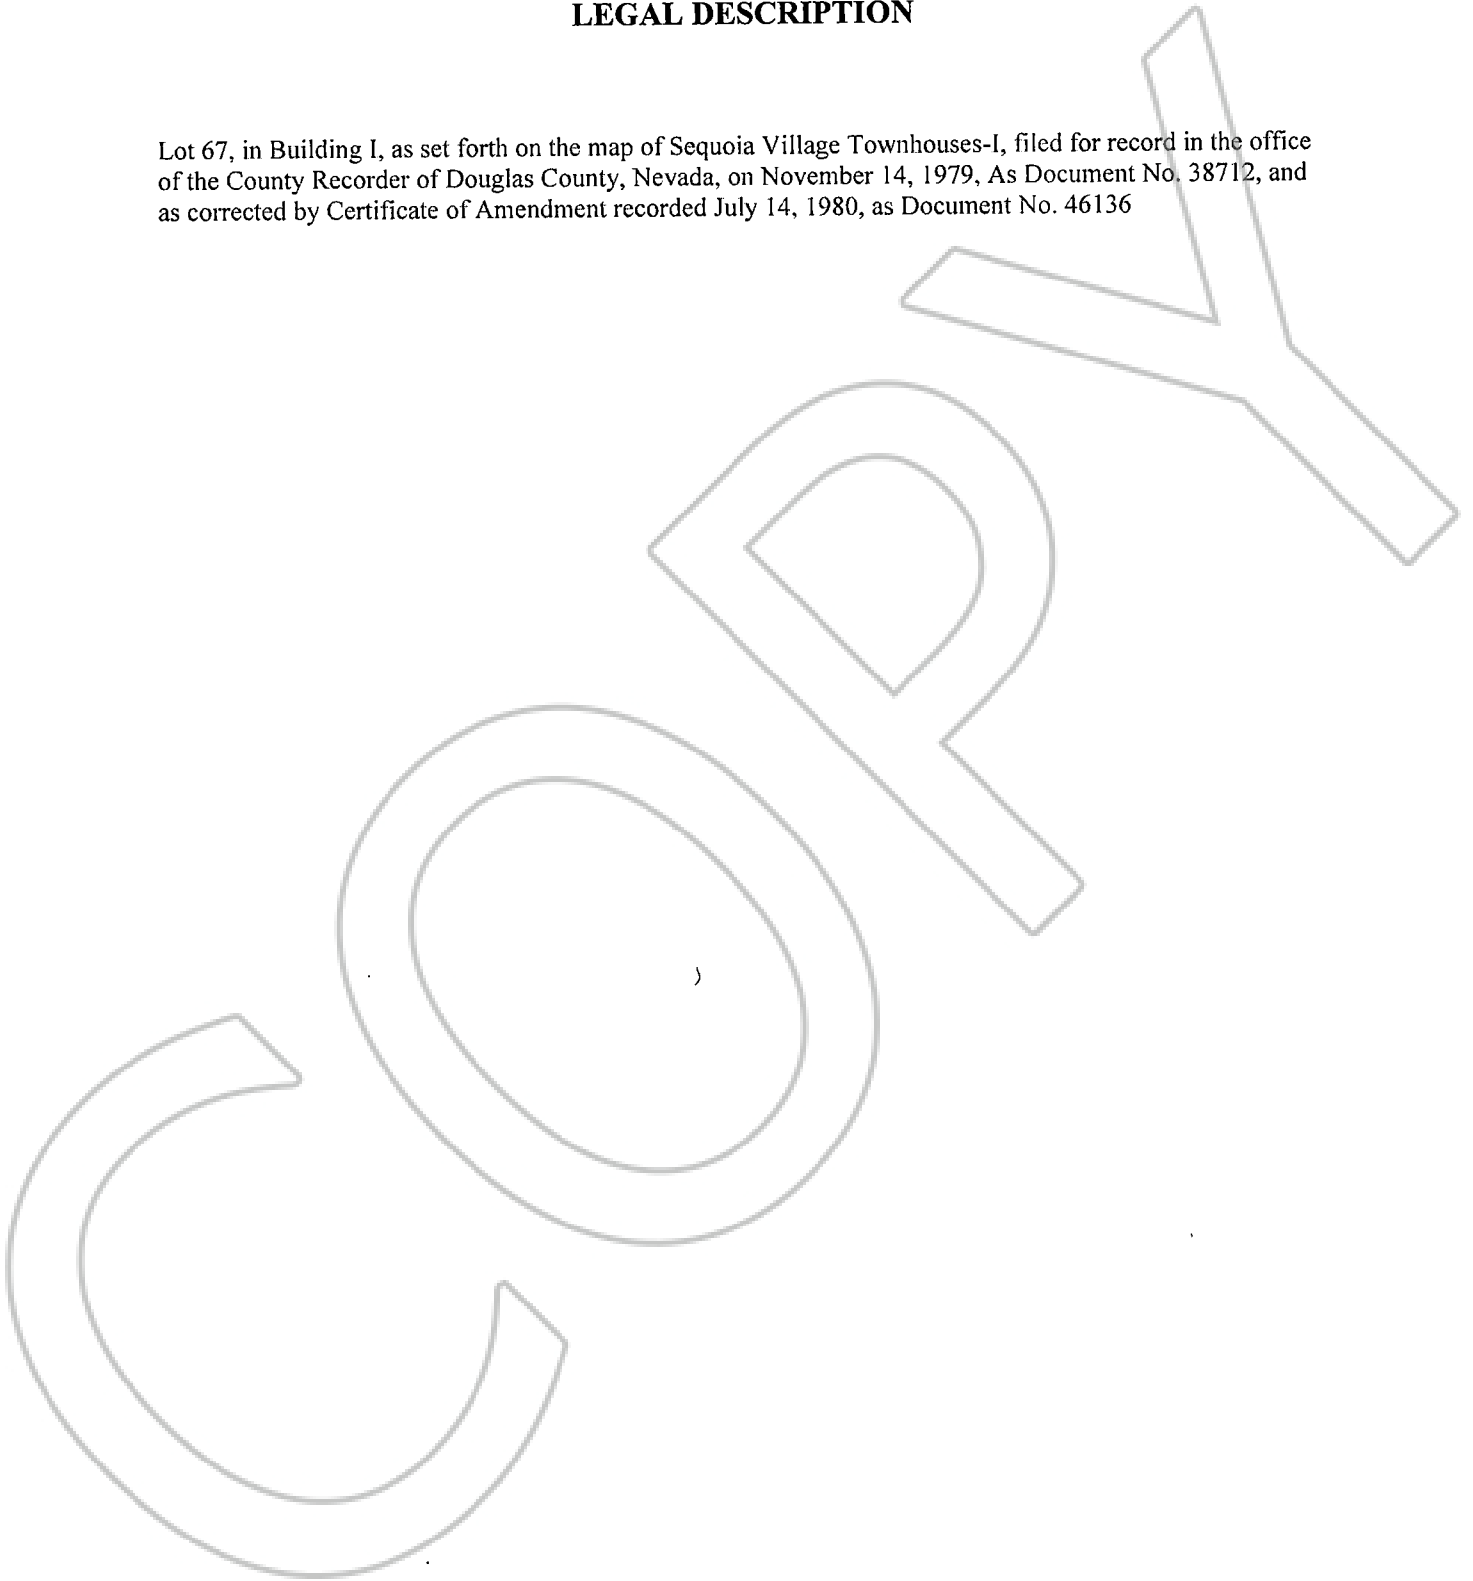 LEGAL DESCRIPTION
Lot 67, in Building I, as set forth on the map of Sequoia Village Townhouses-I, filed for record in the office
of the County Recorder of Douglas County, Nevada, on November 14, 1979, As Document No. 38712, and
as corrected by Certificate of Amendment recorded July 14, 1980, as Document No. 46136
COPY